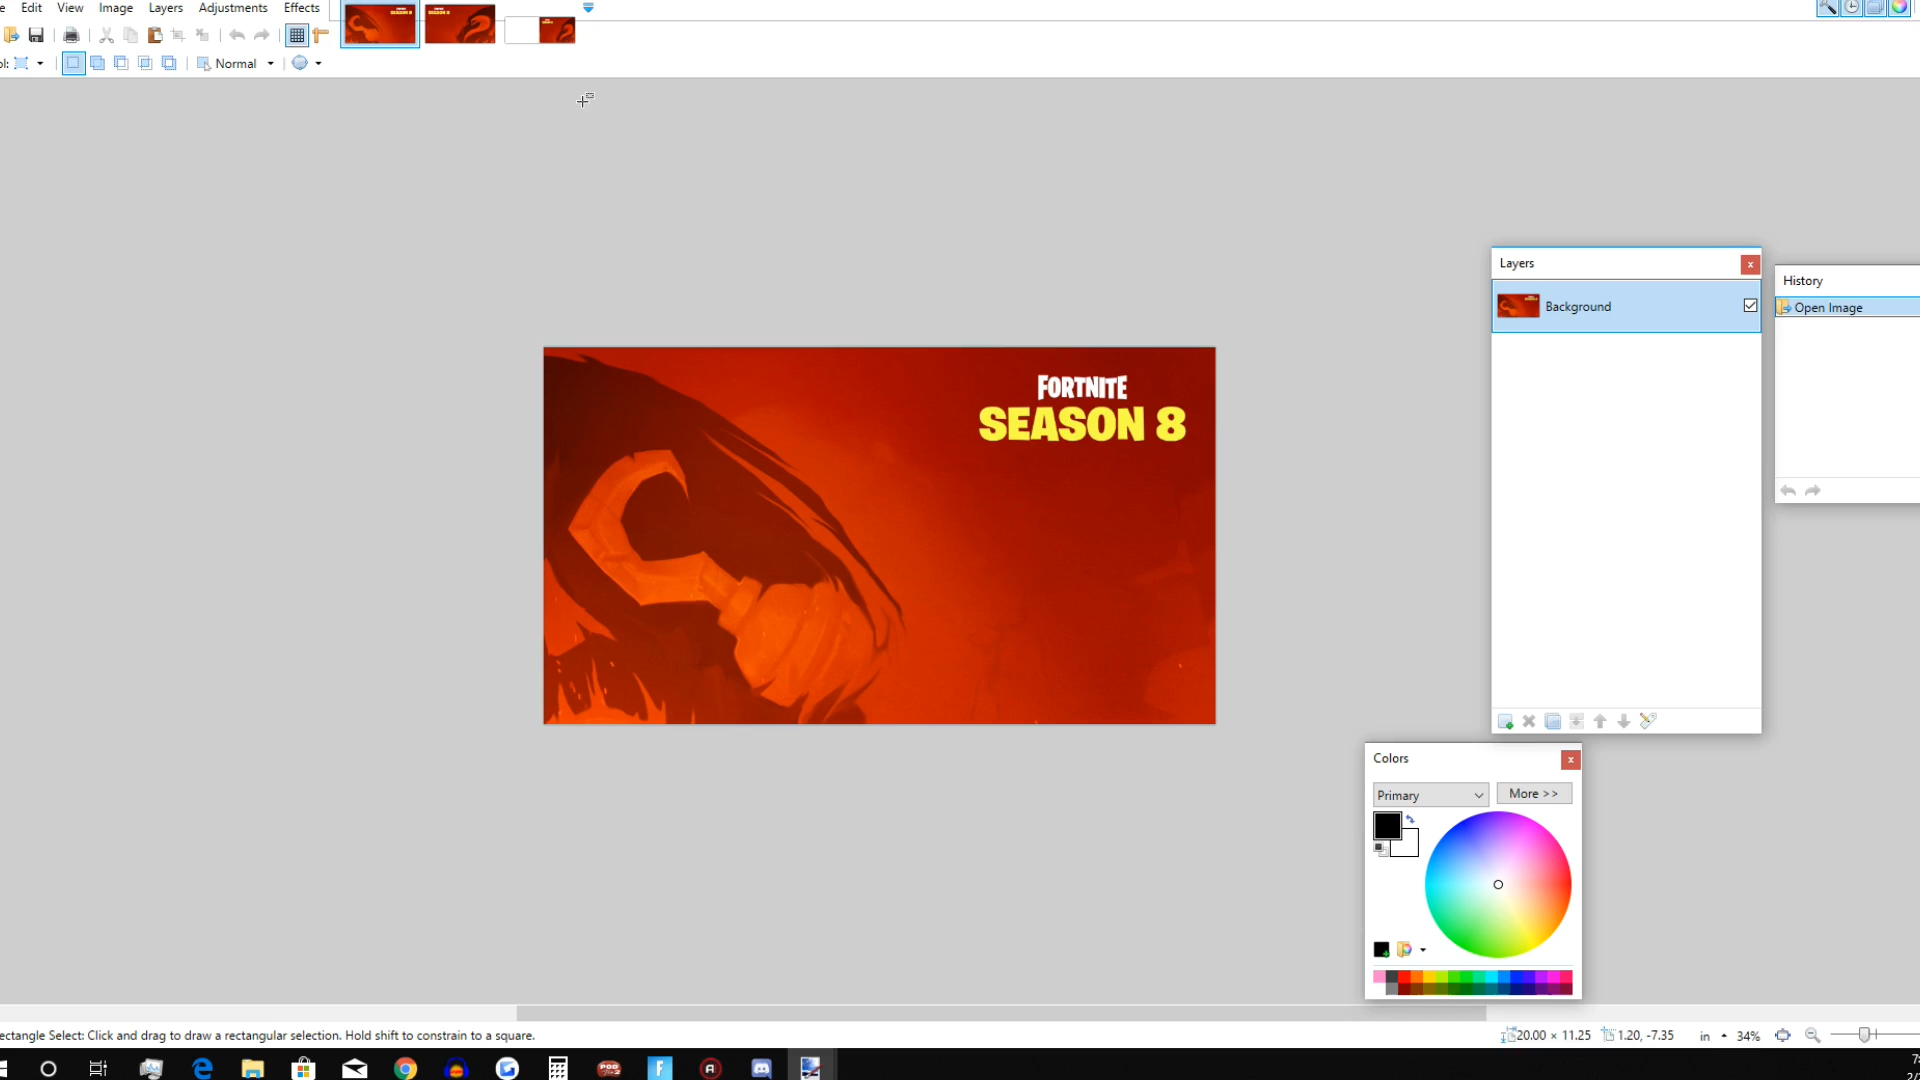 Edit View Image Layers Adjustments Effects
Normal
FORTNITE
SEASON 8
Layers
Background
History
Open Image
Colors
Primary
More >>
ectangle Select: Click and drag to draw a rectangular selection. Hold shift to constrain to a square.
20.00 × 11.25
1.20, -7.35
in
34%